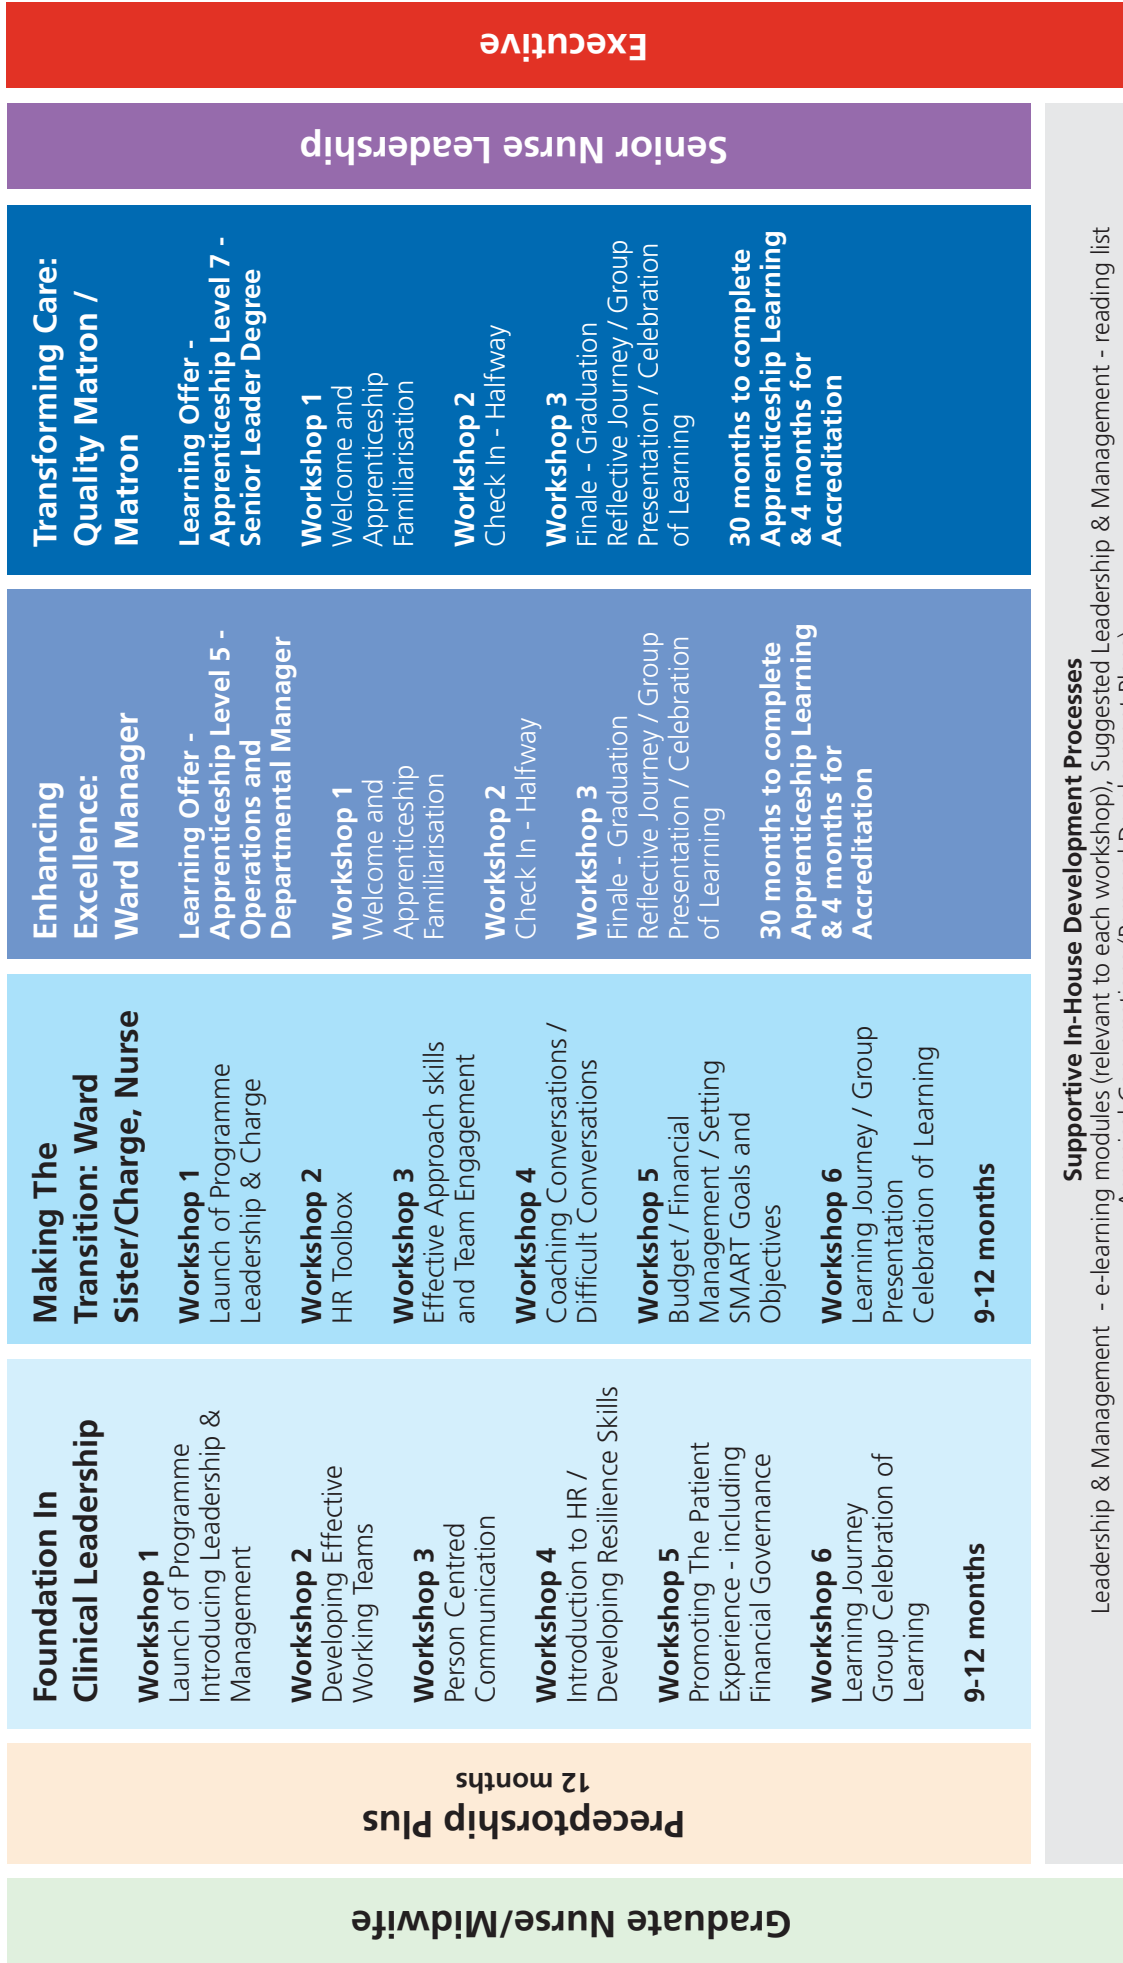 Graduate Nurse/Midwife
Preceptorship Plus
12 months
Foundation In
Clinical Leadership
Workshop 1
Launch of Programme
Introducing Leadership &
Management
Workshop 2
Developing Effective
Working Teams
Workshop 3
Person Centred
Communication
Workshop 4
Introduction to HR /
Developing Resilience Skills
Workshop 5
Promoting The Patient
Experience - including
Financial Governance
Workshop 6
Learning Journey
Group Celebration of
Learning
9-12 months
Making The
Transition: Ward
Sister/Charge, Nurse
Workshop 1
Launch of Programme
Leadership & Charge
Workshop 2
HR Toolbox
Workshop 3
Effective Approach skills
and Team Engagement
Workshop 4
Coaching Conversations /
Difficult Conversations
Workshop 5
Budget / Financial
Management / Setting
SMART Goals and
Objectives
Workshop 6
Learning Journey / Group
Presentation
Celebration of Learning
9-12 months
Enhancing
Excellence:
Ward Manager
Learning Offer -
Apprenticeship Level 5 -
Operations and
Departmental Manager
Workshop 1
Welcome and
Apprenticeship
Familiarisation
Workshop 2
Check In - Halfway
Workshop 3
Finale - Graduation
Reflective Journey / Group
Presentation / Celebration
of Learning
30 months to complete
Apprenticeship Learning
& 4 months for
Accreditation
Transforming Care:
Quality Matron /
Matron
Learning Offer -
Apprenticeship Level 7 -
Senior Leader Degree
Workshop 1
Welcome and
Apprenticeship
Familiarisation
Workshop 2
Check In - Halfway
Workshop 3
Finale - Graduation
Reflective Journey / Group
Presentation / Celebration
of Learning
30 months to complete
Apprenticeship Learning
& 4 months for
Accreditation
Senior Nurse Leadership
Executive
Supportive In-House Development Processes
Leadership & Management - e-learning modules (relevant to each workshop), Suggested Leadership & Management - reading list